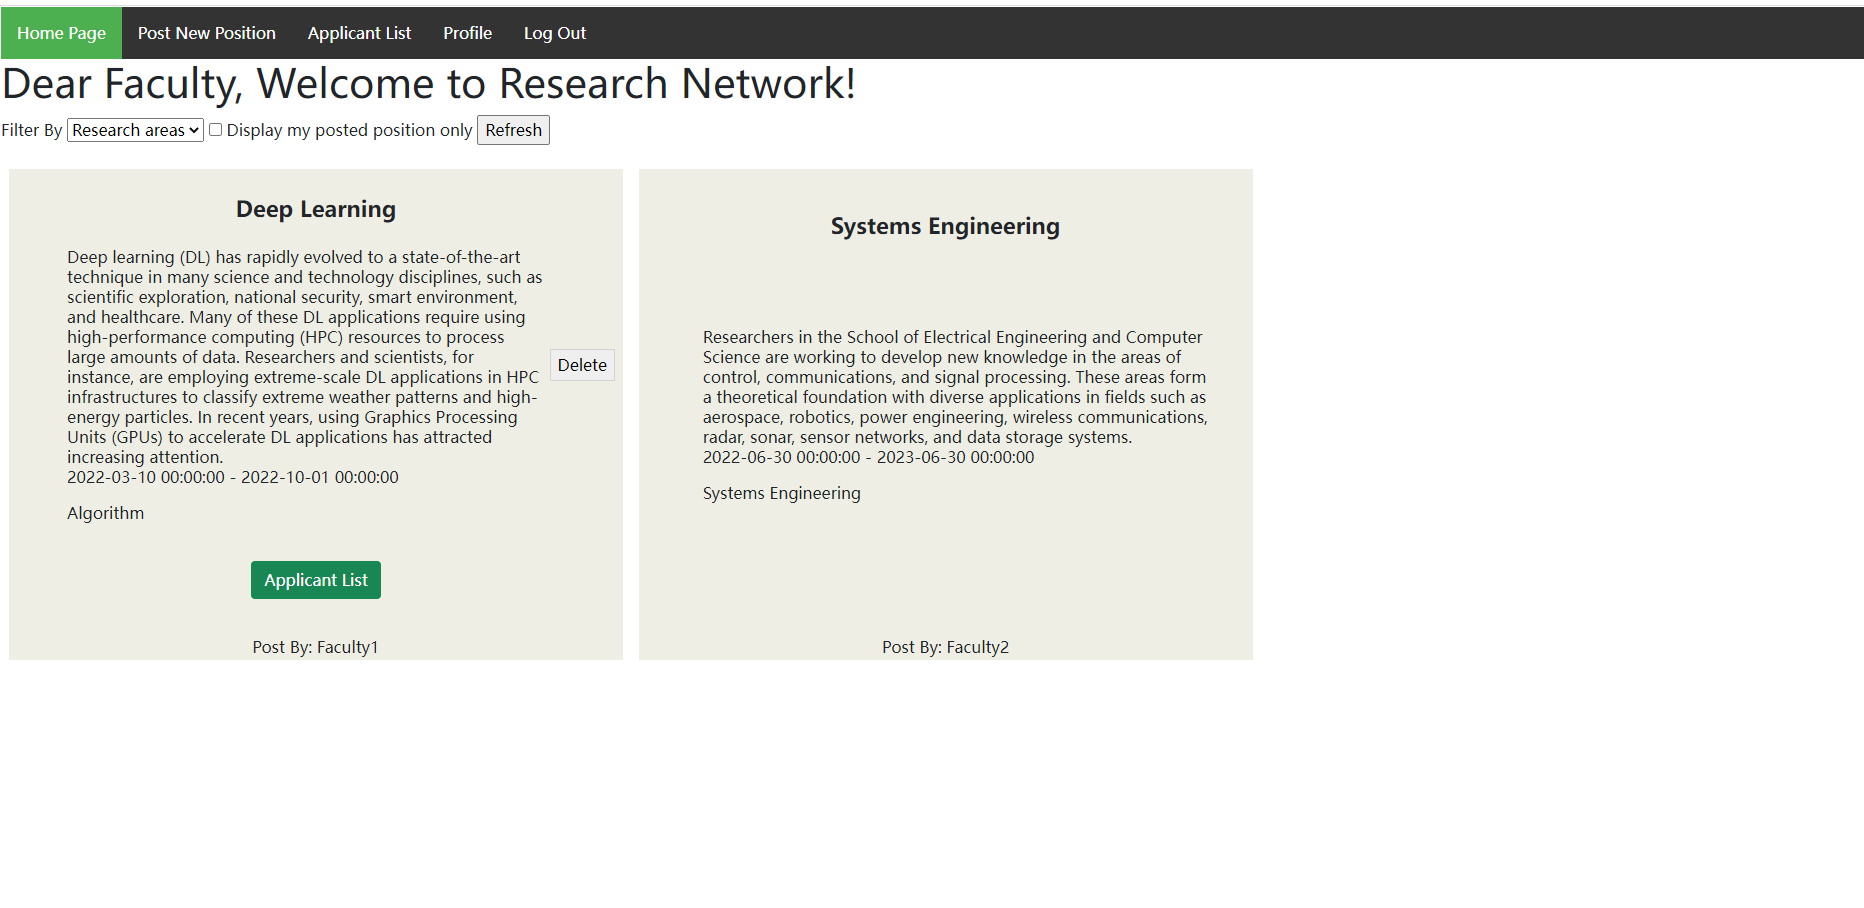 Home Page Post New Position Applicant List Profile Log Out
Dear Faculty, Welcome to Research Network!
Filter By Research areas Display my posted position only Refresh
Deep Learning
Deep learning (DL) has rapidly evolved to a state-of-the-art
technique in many science and technology disciplines, such as
scientific exploration, national security, smart environment,
and healthcare. Many of these DL applications require using
high-performance computing (HPC) resources to process
large amounts of data. Researchers and scientists, for
instance, are employing extreme-scale DL applications in HPC
infrastructures to classify extreme weather patterns and high-
energy particles. In recent years, using Graphics Processing
Units (GPUs) to accelerate DL applications has attracted
increasing attention.
2022-03-10 00:00:00 - 2022-10-01 00:00:00
Algorithm
Delete
Applicant List
Post By: Faculty1
Systems Engineering
Researchers in the School of Electrical Engineering and Computer
Science are working to develop new knowledge in the areas of
control, communications, and signal processing. These areas form
a theoretical foundation with diverse applications in fields such as
aerospace, robotics, power engineering, wireless communications,
radar, sonar, sensor networks, and data storage systems.
2022-06-30 00:00:00 - 2023-06-30 00:00:00
Systems Engineering
Post By: Faculty2